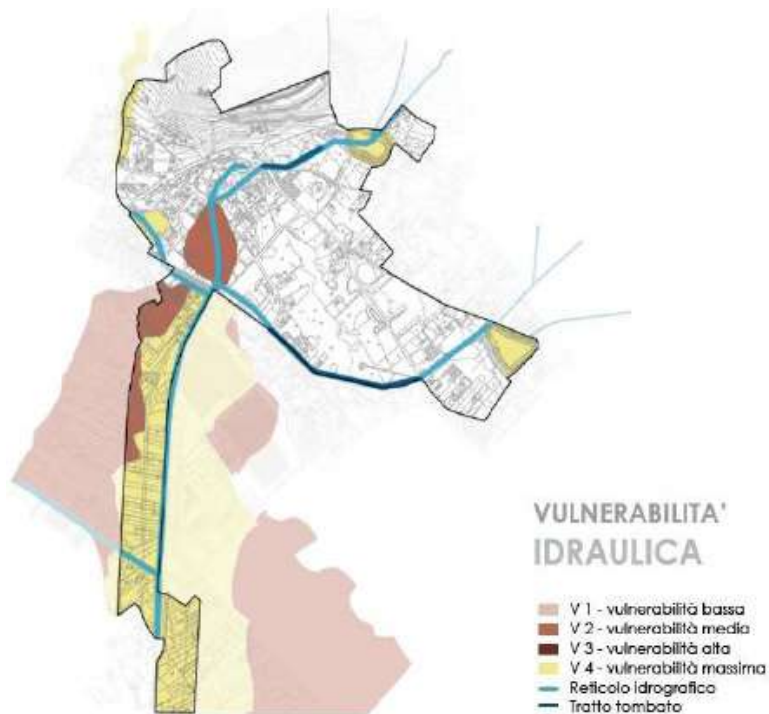 VULNERABILITA'
IDRAULICA
V 1 - vulnerabilità bassa
V 2 - vulnerabilità media
V 3 - vulnerabilità alta
V 4 - vulnerabilità massima
Reticolo idrografico
Tratto tombato